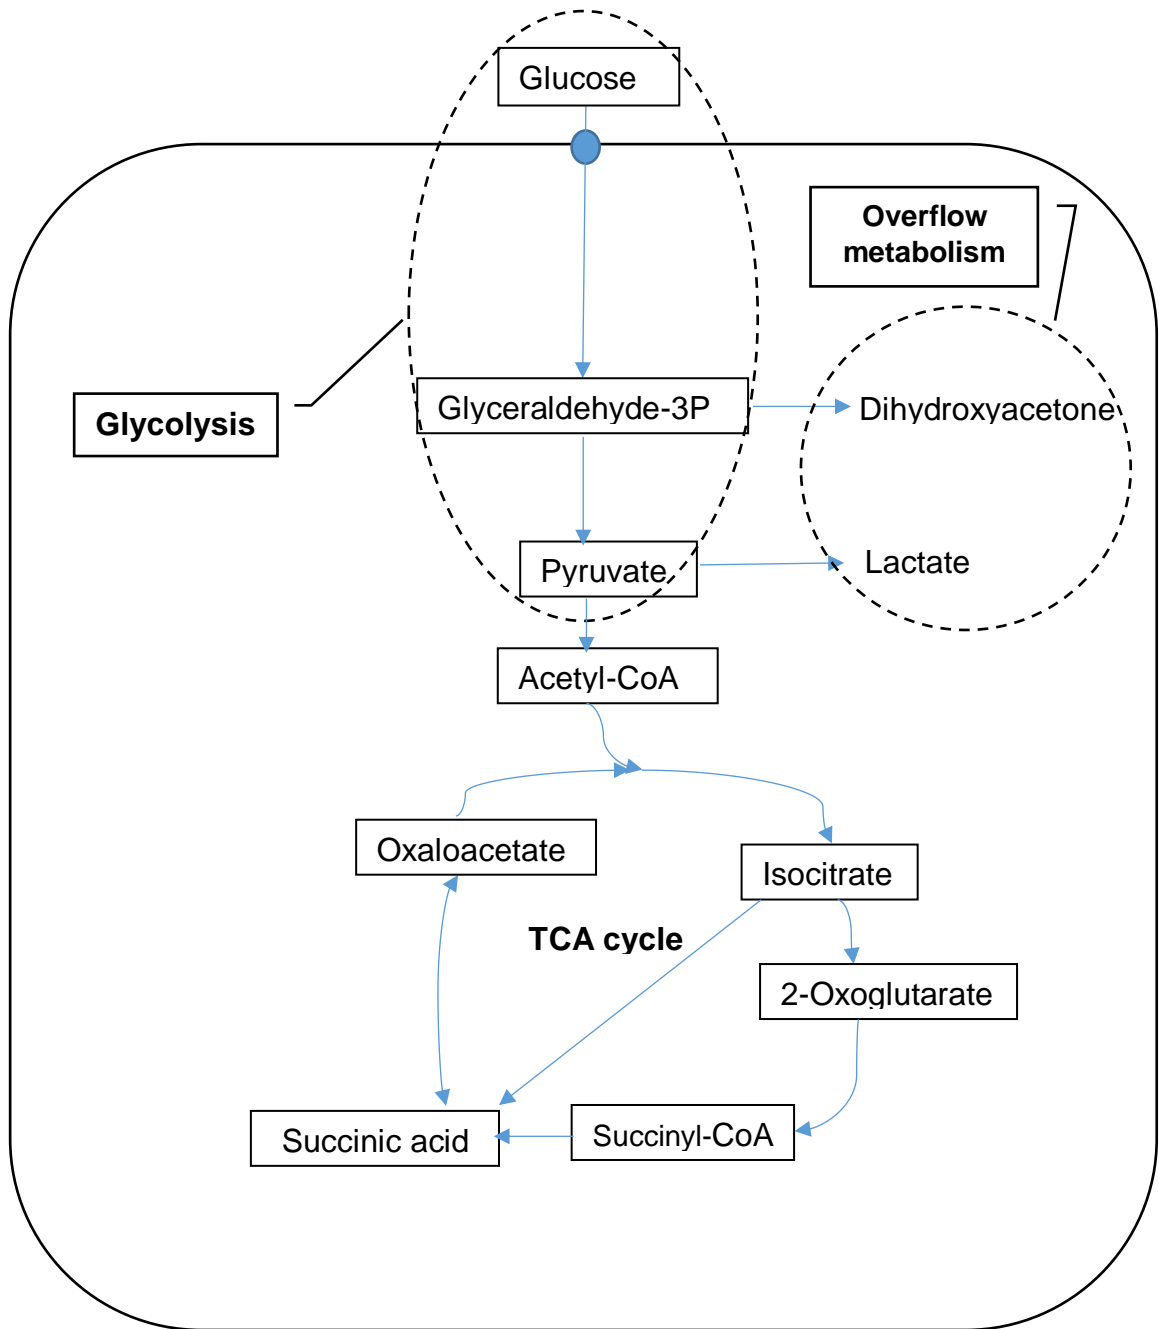 Glucose
Overflow
metabolism
Glyceraldehyde-3P
Dihydroxyacetone
Glycolysis
Pyruvate
Lactate
Acetyl-CoA
Oxaloacetate
Isocitrate
TCA cycle
2-Oxoglutarate
Succinic acid
Succinyl-CoA